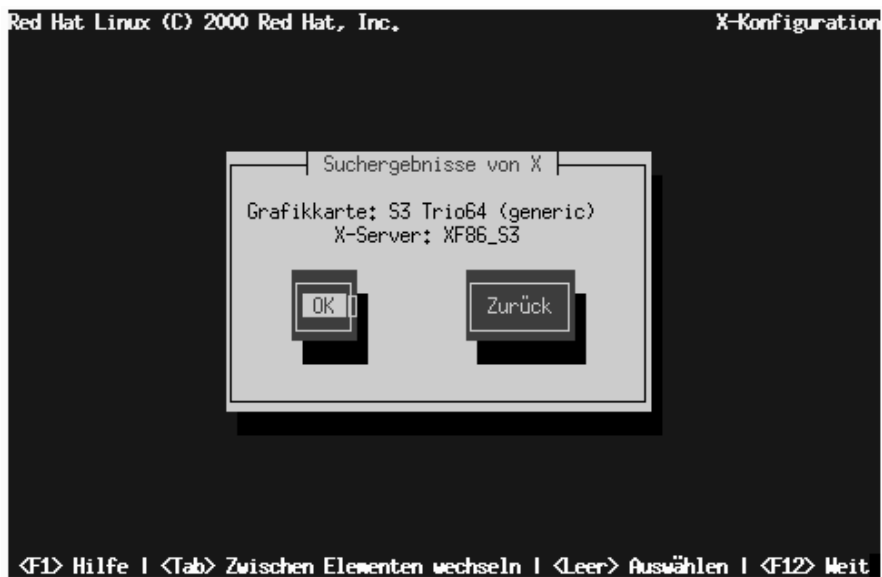 Red Hat Linux (C) 2000 Red Hat, Inc. X-Konfiguration
Suchergebnisse von X
Grafikkarte: S3 Trio64 (generic)
X-Server: XF86_S3
OK Zurück
<F1> Hilfe | <Tab> Zwischen Elementen wechseln | <Leer> Auswählen | <F12> Weit